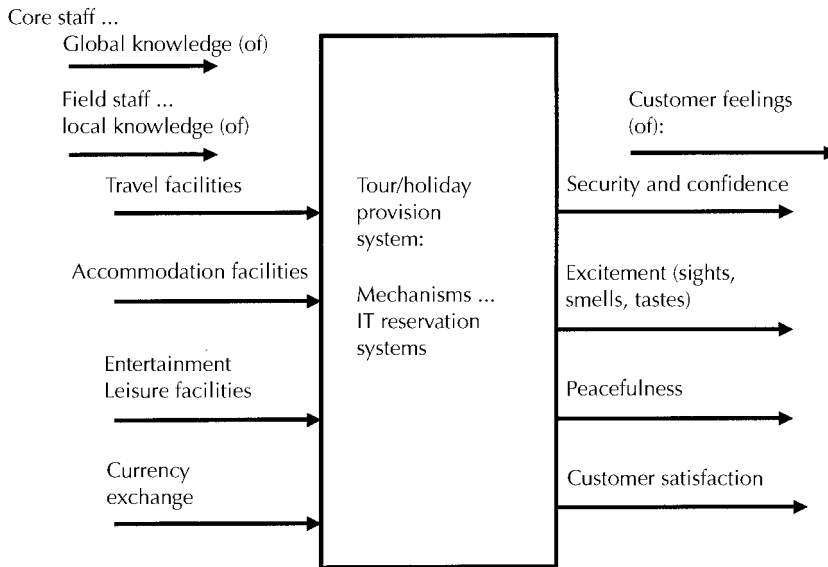 Core staff ...
Global knowledge (of)
Field staff ...
local knowledge (of)
Travel facilities
Accommodation facilities
Entertainment
Leisure facilities
Currency
exchange
Tour/holiday
provision
system:
Mechanisms ...
IT reservation
systems
Customer feelings
(of):
Security and confidence
Excitement (sights,
smells, tastes)
Peacefulness
Customer satisfaction